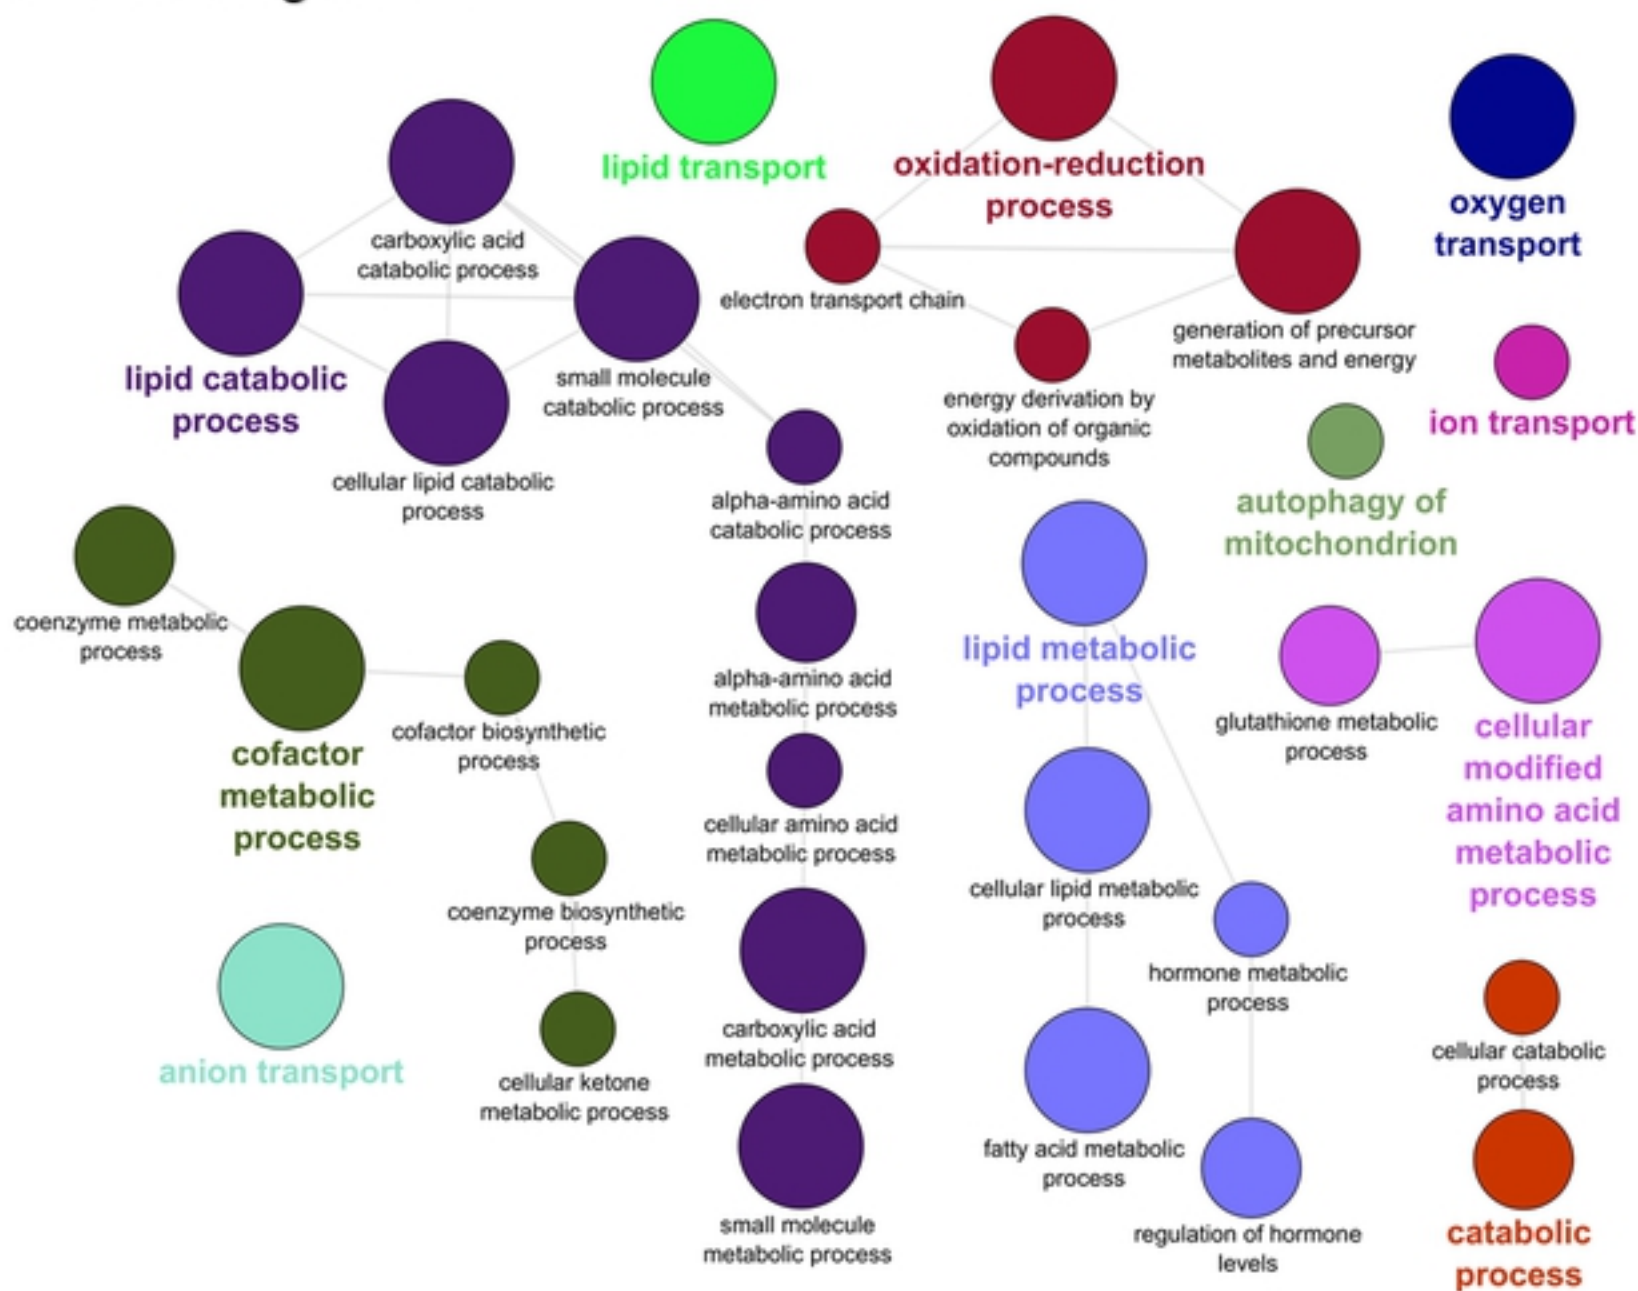 lipid transport
oxidation-reduction
process
oxygen
transport
carboxylic acid
catabolic process
electron transport chain
generation of precursor
metabolites and energy
lipid catabolic
process
small molecule
catabolic process
energy derivation by
oxidation of organic
compounds
ion transport
cellular lipid catabolic
process
alpha-amino acid
catabolic process
autophagy of
mitochondrion
coenzyme metabolic
process
lipid metabolic
process
alpha-amino acid
metabolic process
glutathione metabolic
process
cellular
modified
amino acid
metabolic
process
cofactor biosynthetic
process
cofactor
metabolic
process
cellular amino acid
metabolic process
cellular lipid metabolic
process
coenzyme biosynthetic
process
hormone metabolic
process
carboxylic acid
metabolic process
cellular catabolic
process
anion transport
cellular ketone
metabolic process
fatty acid metabolic
process
small molecule
metabolic process
regulation of hormone
levels
catabolic
process